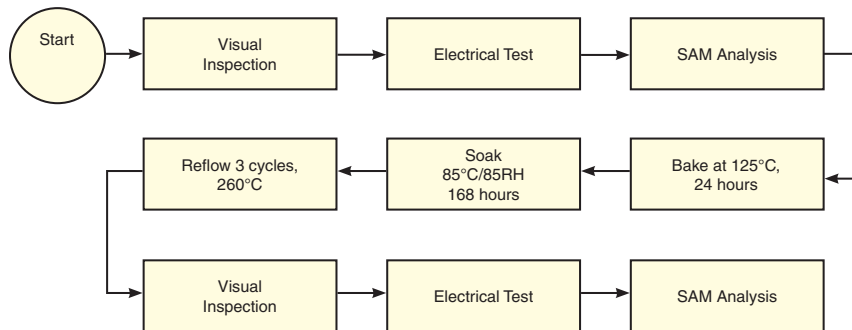 Start
Visual
Inspection
Electrical Test
SAM Analysis
Bake at 125°C,
24 hours
Soak
85°C/85RH
168 hours
Reflow 3 cycles,
260°C
Visual
Inspection
Electrical Test
SAM Analysis